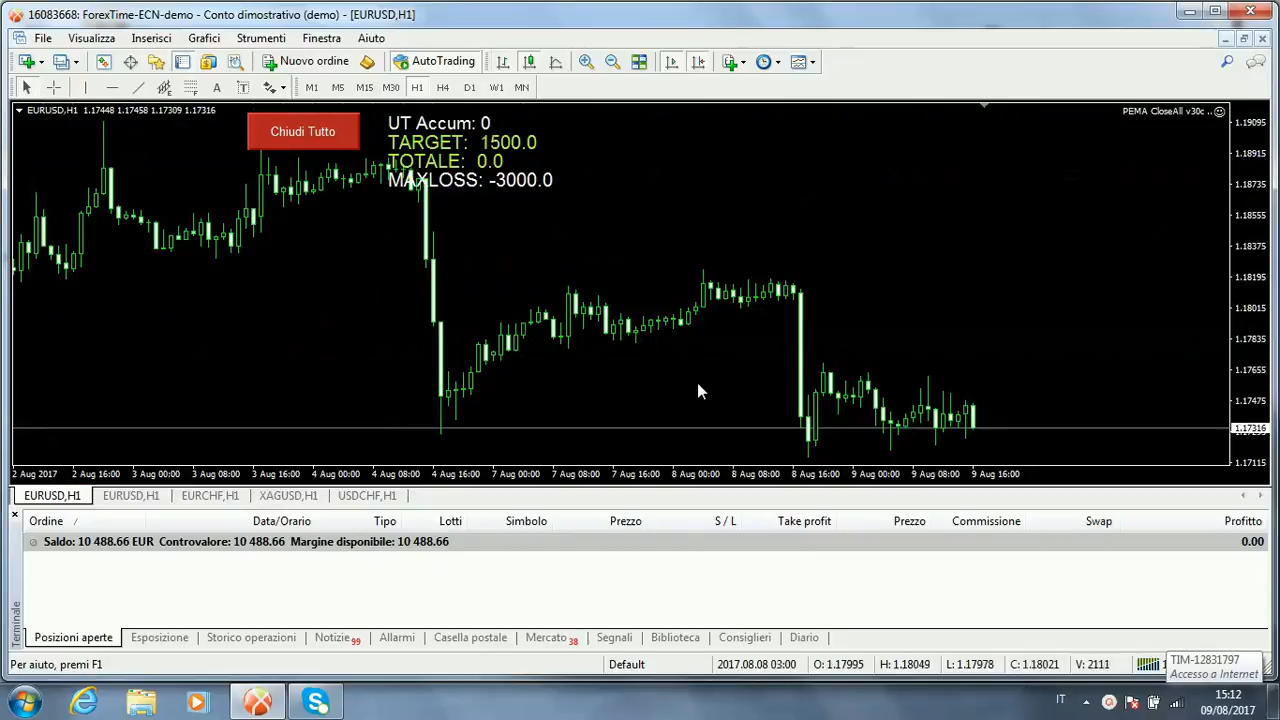 16083668: ForexTime-ECN-demo - Conto dimostrativo (demo) - [EURUSD,H1]
File Visualizza Inserisci Grafici Strumenti Finestra Aiuto
Nuovo ordine AutoTrading
A T M1 M5 M15 M30 H1 H4 D1 W1 MN
EURUSD,H1 1.17448 1.17458 1.17309 1.17316
PEMA CloseAll v30c ..
Chiudi Tutto
UT Accum: 0
TARGET: 1500.0
TOTALE: 0.0
MAXLOSS: -3000.0
1.19095
1.18915
1.18735
1.18555
1.18375
1.18195
1.18015
1.17835
1.17655
1.17475
1.17316
1.17115
2 Aug 2017 2 Aug 16:00 3 Aug 00:00 3 Aug 08:00 3 Aug 16:00 4 Aug 00:00 4 Aug 08:00 4 Aug 16:00 7 Aug 00:00 7 Aug 08:00 7 Aug 16:00 8 Aug 00:00 8 Aug 08:00 8 Aug 16:00 9 Aug 00:00 9 Aug 08:00 9 Aug 16:00
EURUSD,H1 EURUSD,H1 EURCHF,H1 XAGUSD,H1 USDCHF,H1
Ordine Data/Orario Tipo Lotti Simbolo Prezzo S / L Take profit Prezzo Commissione Swap Profitto
Saldo: 10 488.66 EUR Controvalore: 10 488.66 Margine disponibile: 10 488.66 0.00
Terminale
Posizioni aperte Esposizione Storico operazioni Notizie 99 Allarmi Casella postale Mercato 38 Segnali Biblioteca Consiglieri Diario
Per aiuto, premi F1 Default 2017.08.08 03:00 O: 1.17995 H: 1.18049 L: 1.17978 C: 1.18021 V: 2111
TIM-12831797
Accesso a Internet
IT
15:12
09/08/2017